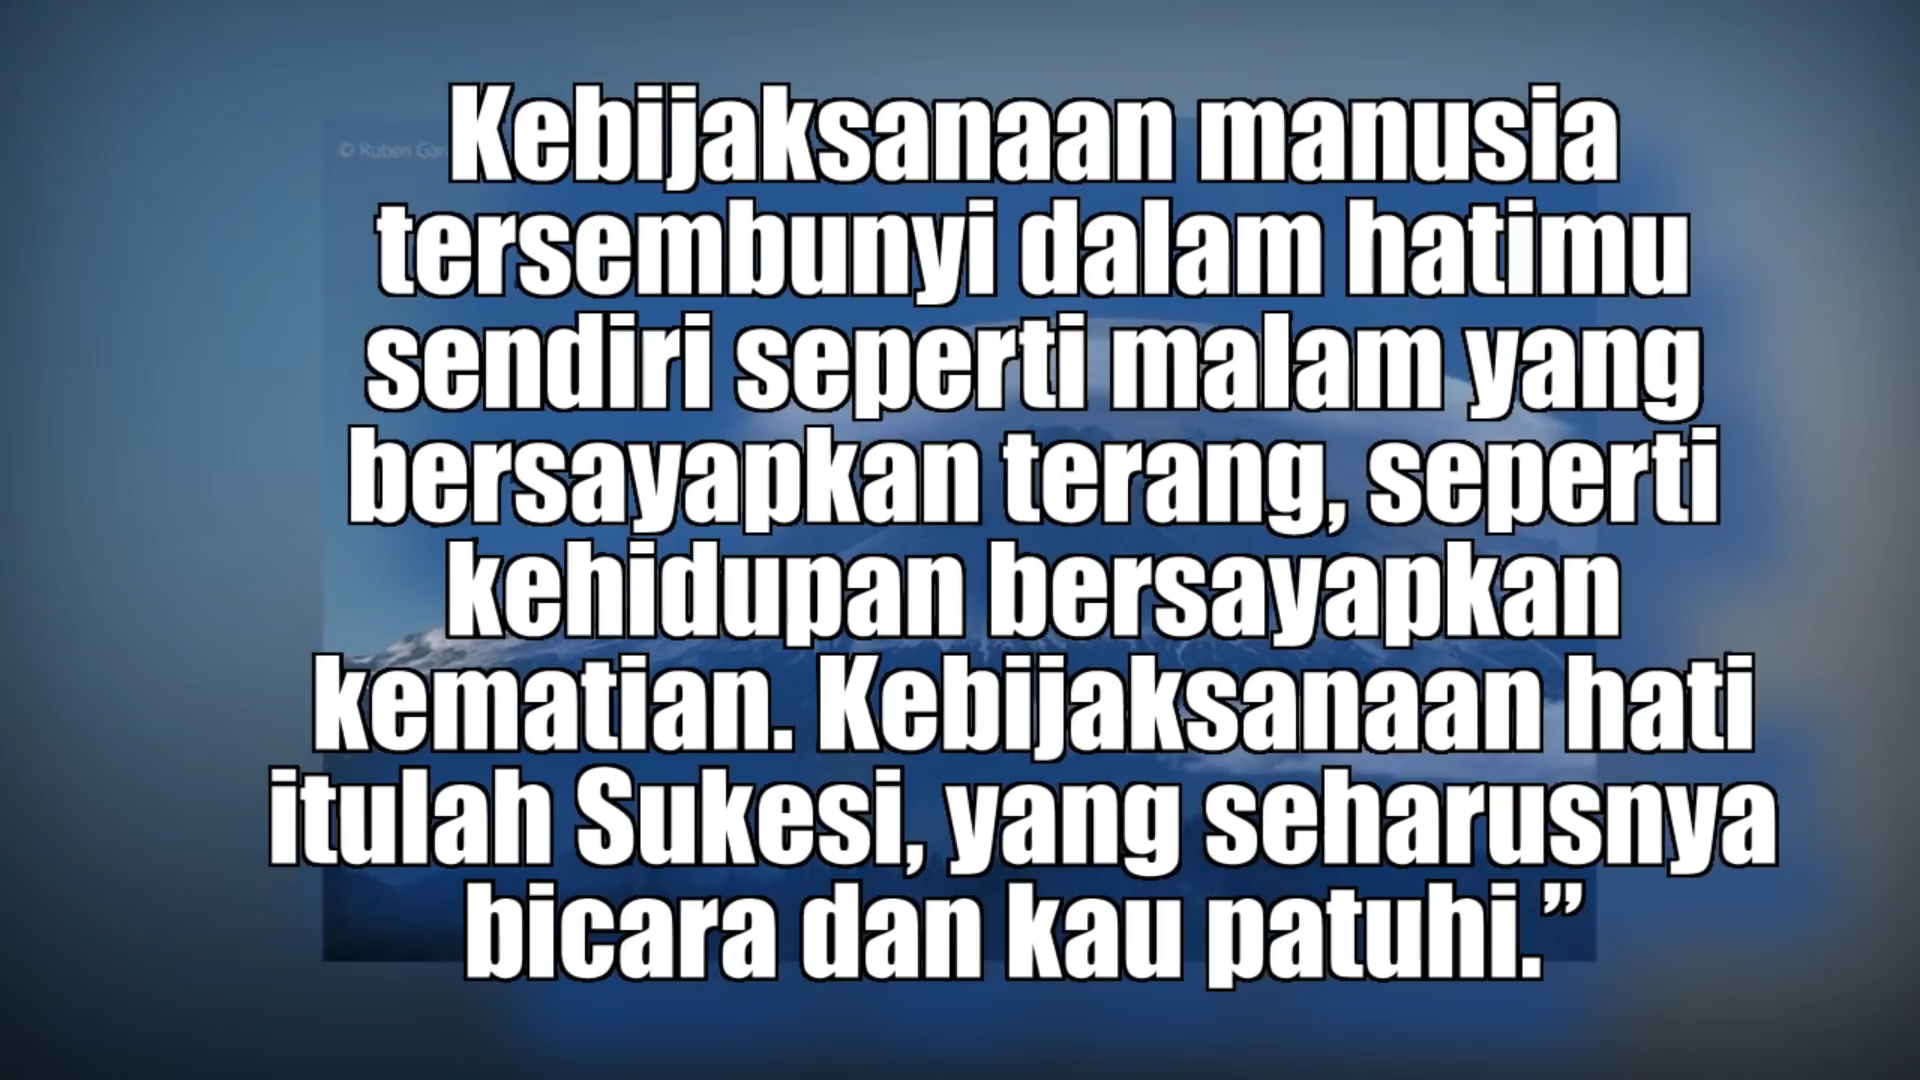 © Ruben
Kebijaksanaan manusia
tersembunyi dalam hatimu
sendiri seperti malam yang
bersayapkan terang, seperti
kehidupan bersayapkan
kematian. Kebijaksanaan hati
itulah Sukesi, yang seharusnya
bicara dan kau patuhi.”